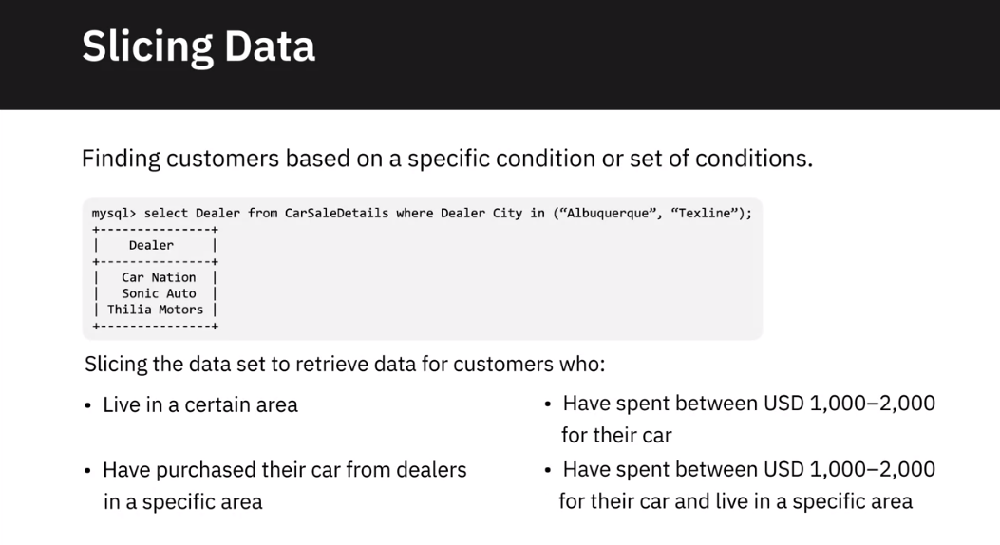 Slicing Data
Finding customers based on a specific condition or set of conditions.
mysql> select Dealer from CarSaleDetails where Dealer City in (“Albuquerque”, “Texline”);
+---------------+
|    Dealer     |
+---------------+
|   Car Nation  |
|   Sonic Auto  |
| Thilia Motors |
+---------------+
Slicing the data set to retrieve data for customers who:
• Live in a certain area
• Have purchased their car from dealers
in a specific area
• Have spent between USD 1,000–2,000
for their car
• Have spent between USD 1,000–2,000
for their car and live in a specific area